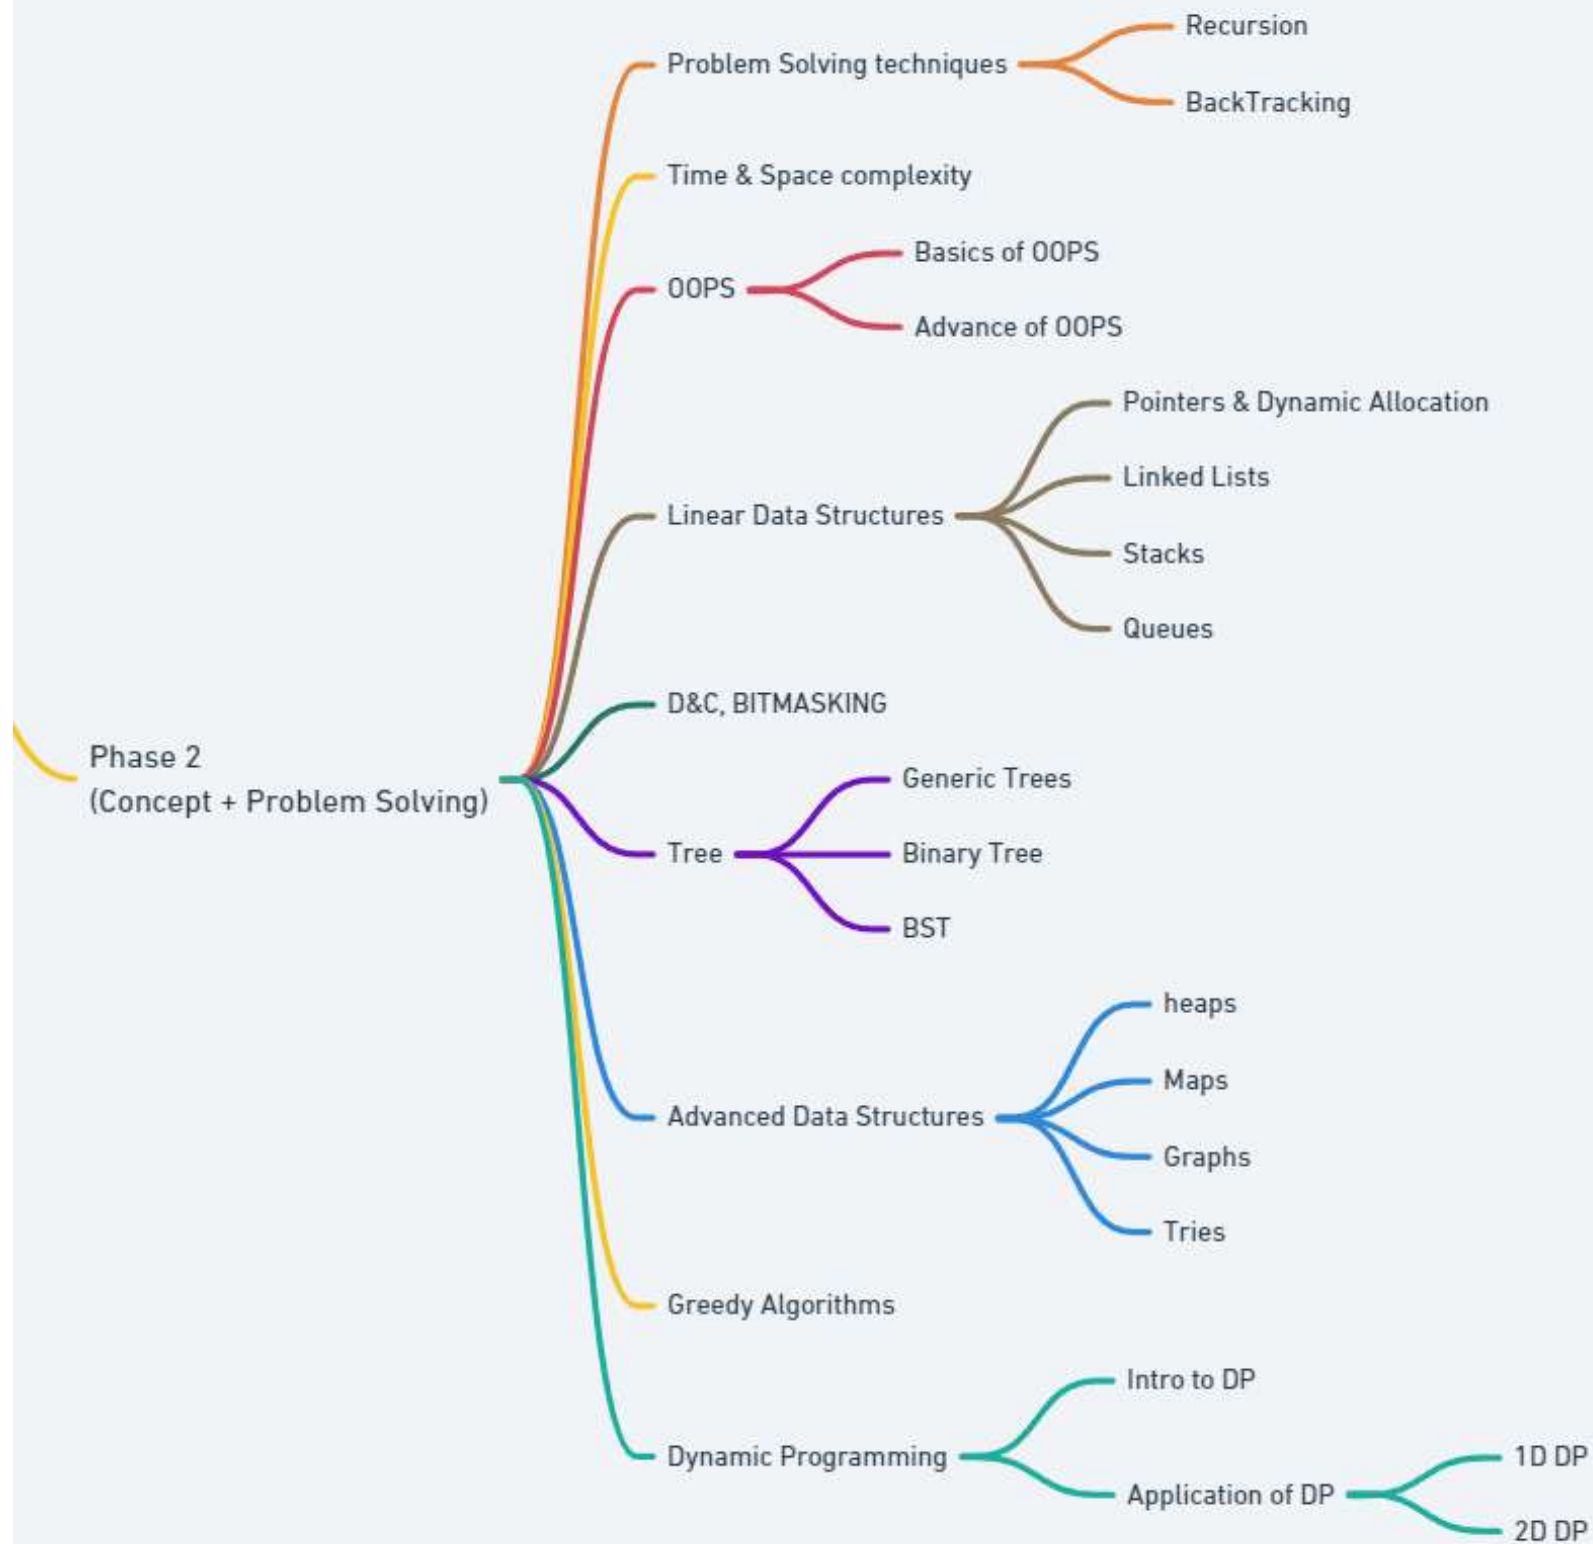 Recursion
Problem Solving techniques
BackTracking
Time & Space complexity
Basics of OOPS
OOPS
Advance of OOPS
Pointers & Dynamic Allocation
Linked Lists
Linear Data Structures
Stacks
Queues
D&C, BITMASKING
Phase 2
(Concept + Problem Solving)
Generic Trees
Tree
Binary Tree
BST
heaps
Maps
Advanced Data Structures
Graphs
Tries
Greedy Algorithms
Intro to DP
Dynamic Programming
1D DP
Application of DP
2D DP